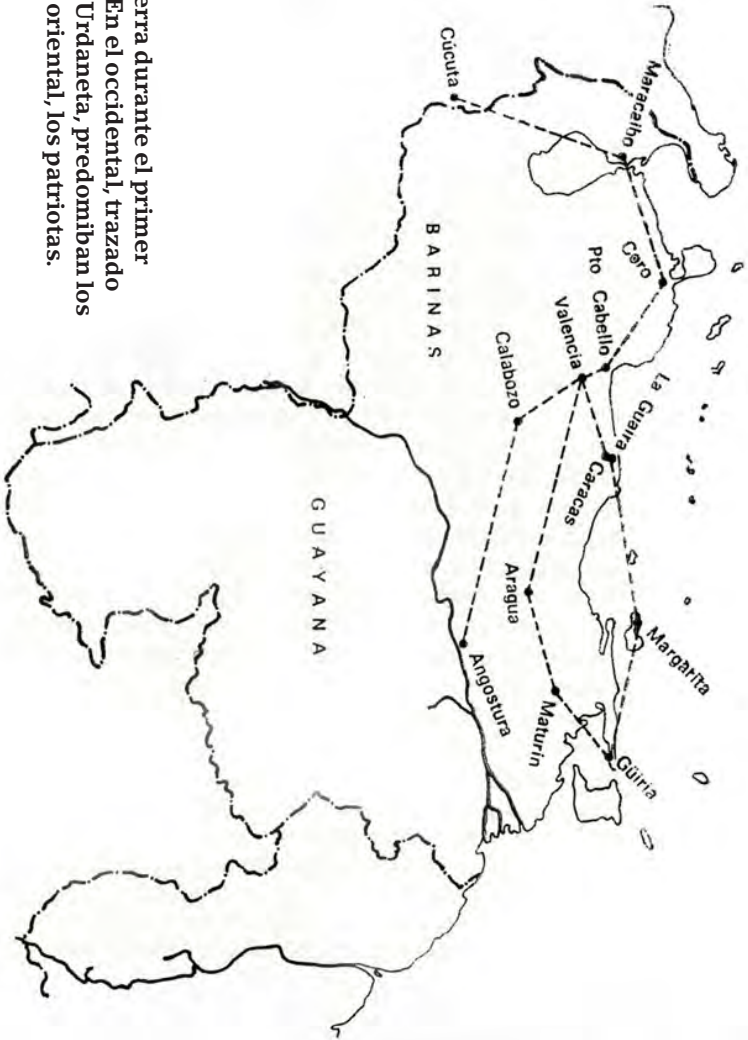 erra durante el primer
En el occidental, trazado
Urdaneta, predomiban los
oriental, los patriotas.
Maracaibo
Cúcuta
Coro
Pto Cabello
Valencia
La Guaira
Caracas
Calabozo
BARINAS
Margarita
Aragua
Maturín
Güiria
Angostura
GUAYANA